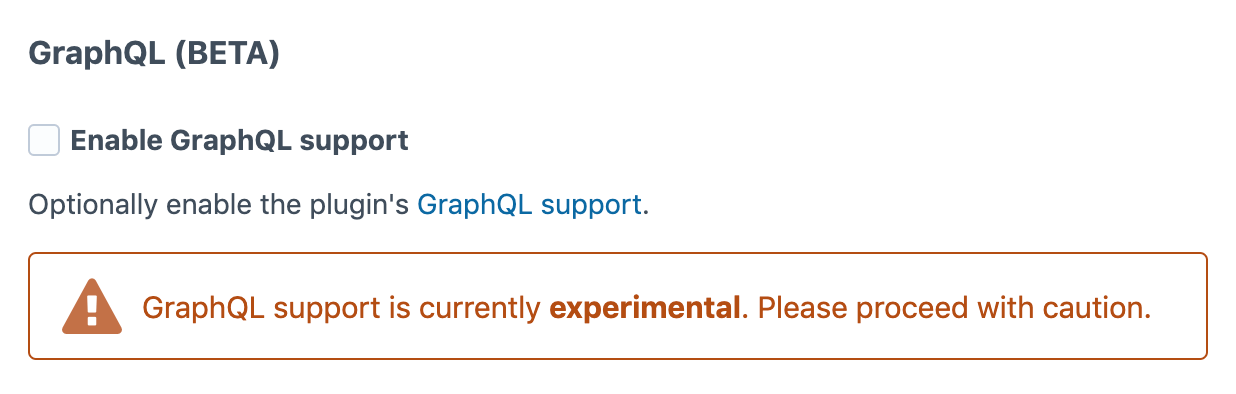 GraphQL (BETA)
Enable GraphQL support
Optionally enable the plugin's GraphQL support.
GraphQL support is currently experimental. Please proceed with caution.